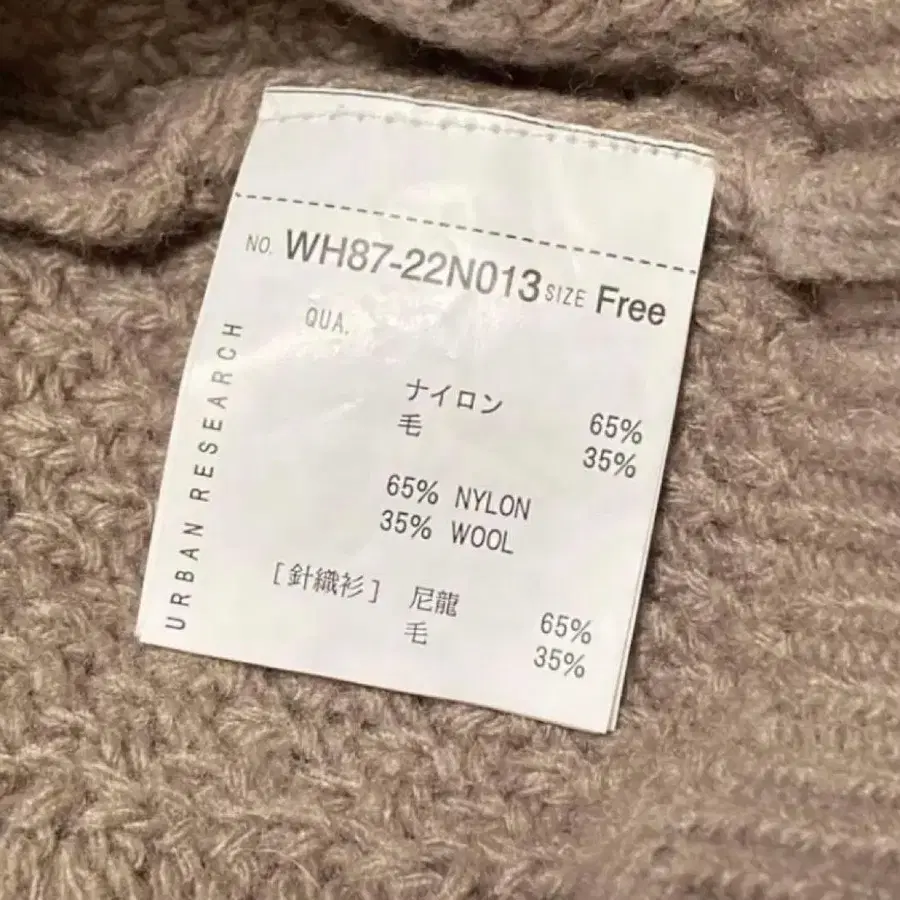 NO. WH87-22N013 SIZE Free
QUA.
ナイロン 65%
毛 35%
65% NYLON
35% WOOL
[針織衫] 尼龍 65%
毛 35%
URBAN RESEARCH